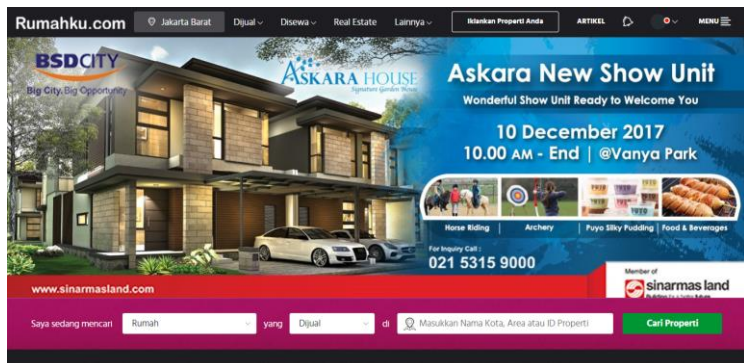 Rumahku.com
Jakarta Barat
Dijual
Disewa
Real Estate
Lainnya
Iklankan Properti Anda
ARTIKEL
MENU
BSDCITY
Big City, Big Opportunity
ASKARA HOUSE
Signature Garden House
Askara New Show Unit
Wonderful Show Unit Ready to Welcome You
10 December 2017
10.00 AM - End | @Vanya Park
Horse Riding
Archery
Puyo Silky Pudding
Food & Beverages
For Inquiry Call :
021 5315 9000
www.sinarmasland.com
Member of
sinarmas land
Building for a better future
Saya sedang mencari
Rumah
yang
Dijual
di
Masukkan Nama Kota, Area atau ID Properti
Cari Properti